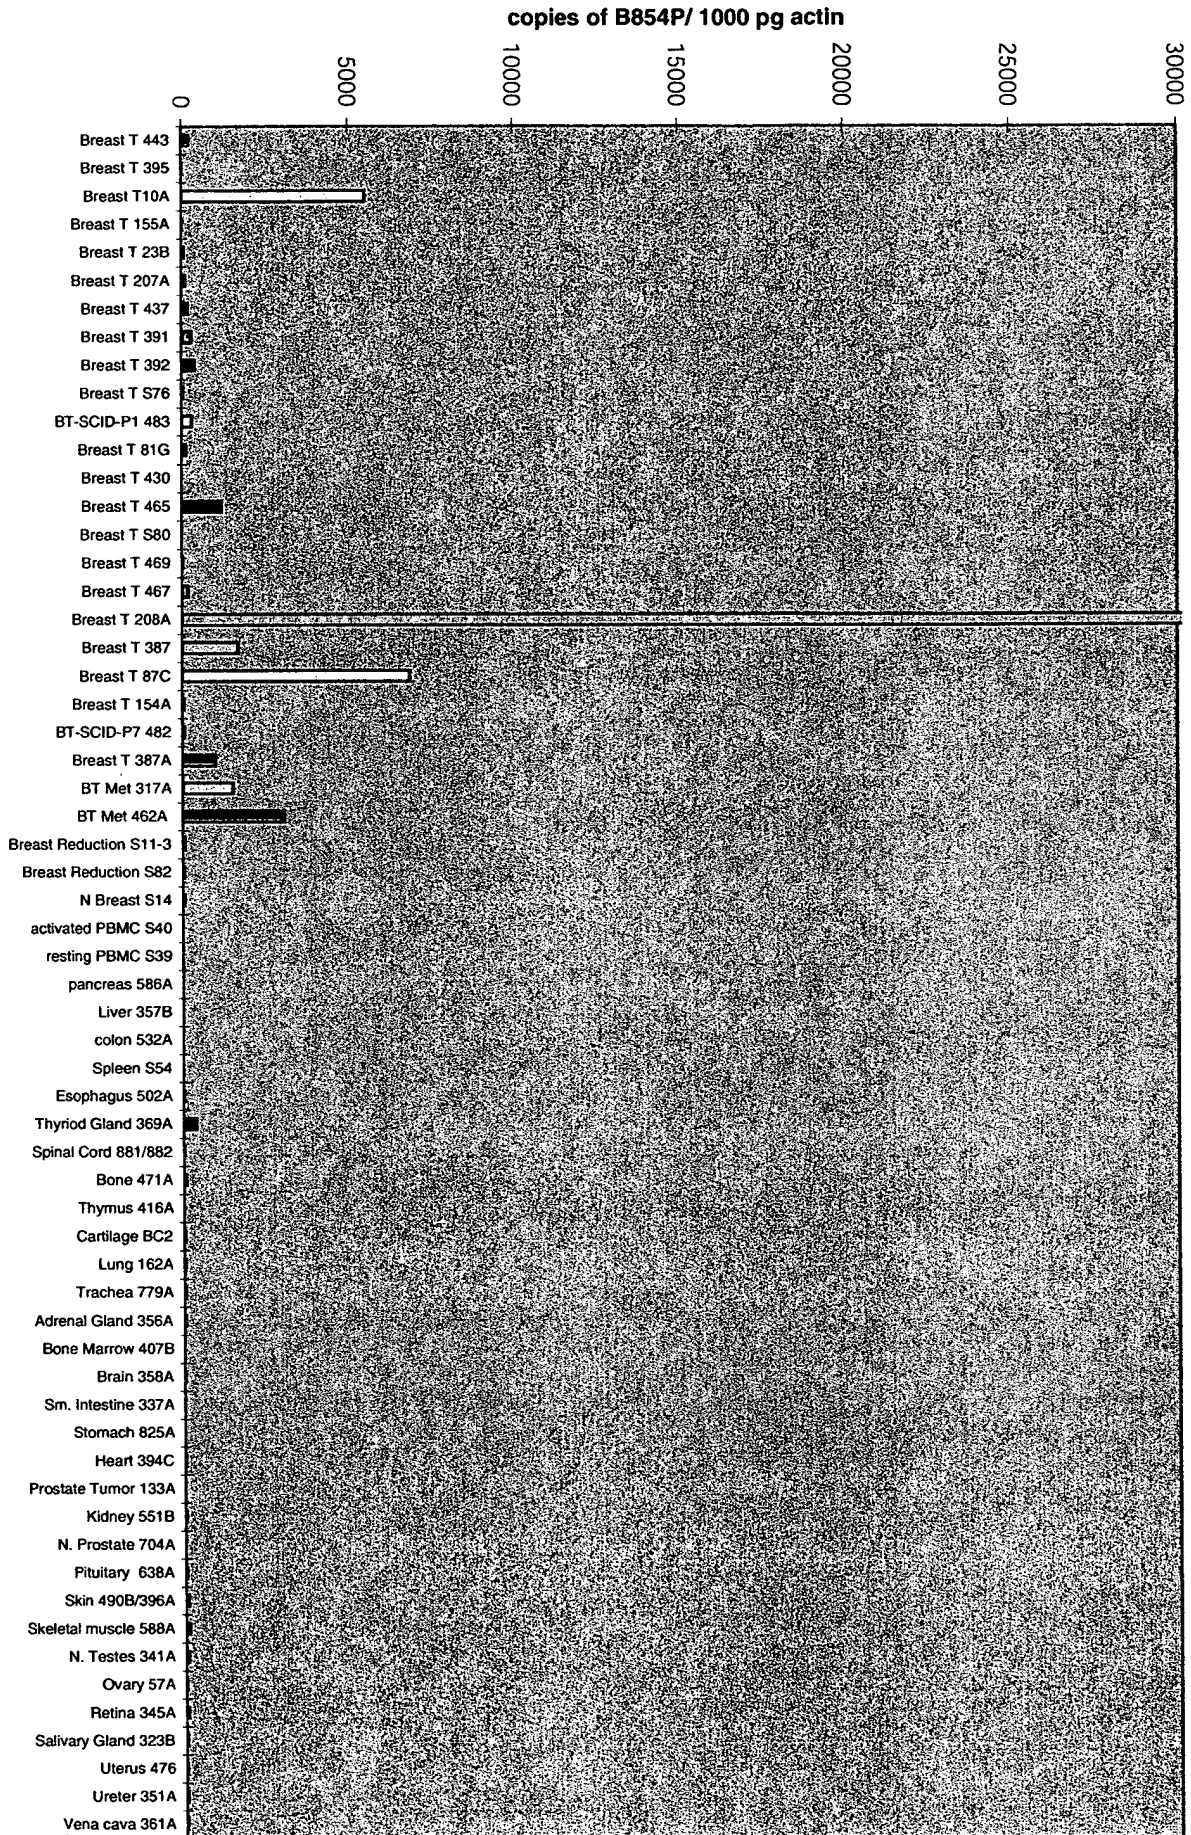 copies of B854P/ 1000 pg actin
0
5000
10000
15000
20000
25000
30000
Breast T 443
Breast T 395
Breast T10A
Breast T 155A
Breast T 23B
Breast T 207A
Breast T 437
Breast T 391
Breast T 392
Breast T S76
BT-SCID-P1 483
Breast T 81G
Breast T 430
Breast T 465
Breast T S80
Breast T 469
Breast T 467
Breast T 208A
Breast T 387
Breast T 87C
Breast T 154A
BT-SCID-P7 482
Breast T 387A
BT Met 317A
BT Met 462A
Breast Reduction S11-3
Breast Reduction S82
N Breast S14
activated PBMC S40
resting PBMC S39
pancreas 586A
Liver 357B
colon 532A
Spleen S54
Esophagus 502A
Thyriod Gland 369A
Spinal Cord 881/882
Bone 471A
Thymus 416A
Cartilage BC2
Lung 162A
Trachea 779A
Adrenal Gland 356A
Bone Marrow 407B
Brain 358A
Sm. Intestine 337A
Stomach 825A
Heart 394C
Prostate Tumor 133A
Kidney 551B
N. Prostate 704A
Pituitary 638A
Skin 490B/396A
Skeletal muscle 588A
N. Testes 341A
Ovary 57A
Retina 345A
Salivary Gland 323B
Uterus 476
Ureter 351A
Vena cava 361A